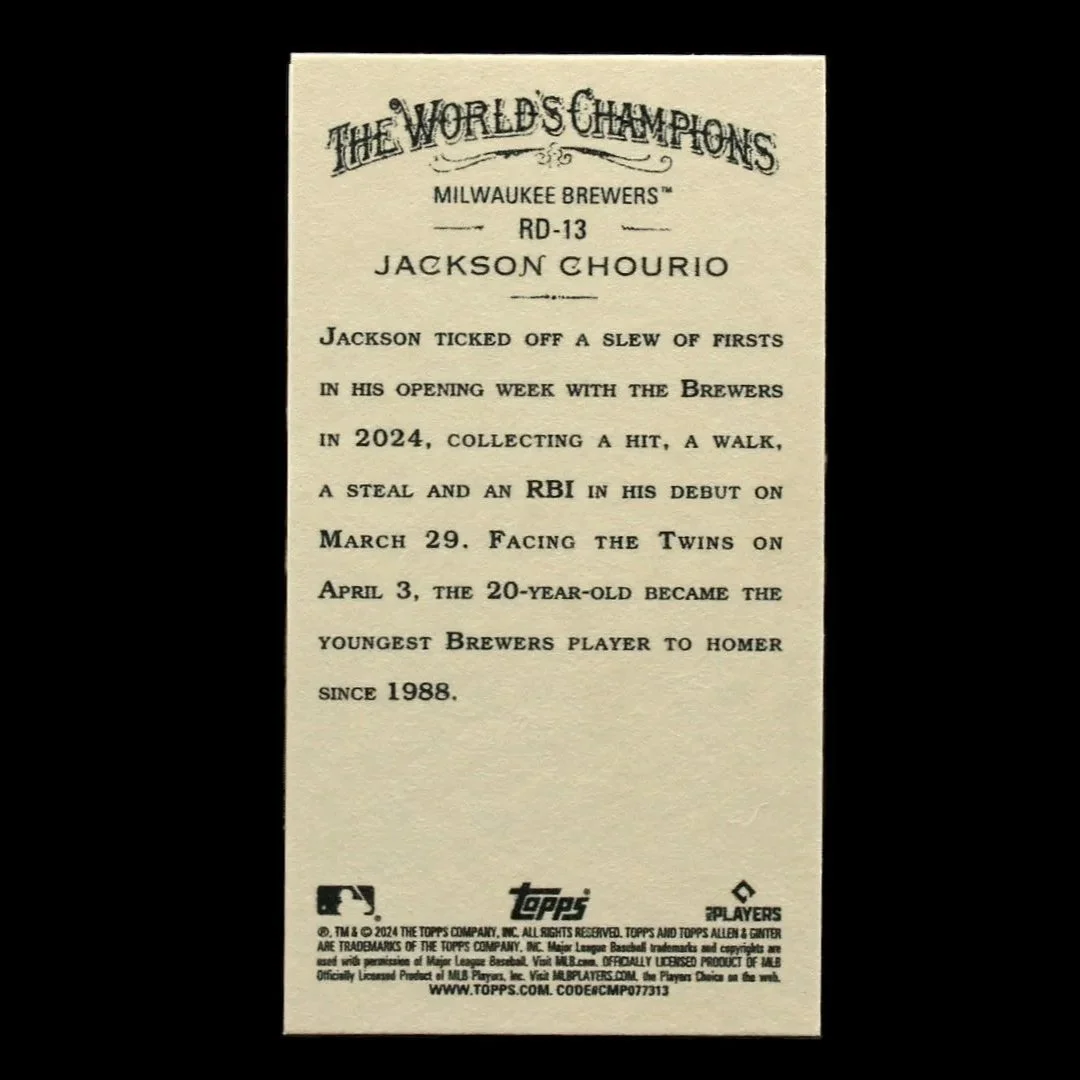 THE WORLD'S CHAMPIONS
MILWAUKEE BREWERS™
RD-13
JACKSON CHOURIO
JACKSON TICKED OFF A SLEW OF FIRSTS
IN HIS OPENING WEEK WITH THE BREWERS
IN 2024, COLLECTING A HIT, A WALK,
A STEAL AND AN RBI IN HIS DEBUT ON
MARCH 29. FACING THE TWINS ON
APRIL 3, THE 20-YEAR-OLD BECAME THE
YOUNGEST BREWERS PLAYER TO HOMER
SINCE 1988.
Topps
PLAYERS
®, TM & © 2024 THE TOPPS COMPANY, INC. ALL RIGHTS RESERVED. TOPPS AND TOPPS ALLEN & GINTER
ARE TRADEMARKS OF THE TOPPS COMPANY, INC. Major League Baseball trademarks and copyrights are
used with permission of Major League Baseball. Visit MLB.com. OFFICIALLY LICENSED PRODUCT OF MLB
Officially Licensed Product of MLB Players, Inc. Visit MLBPLAYERS.COM, the Players Choice on the web.
WWW.TOPPS.COM. CODE#CMP077313